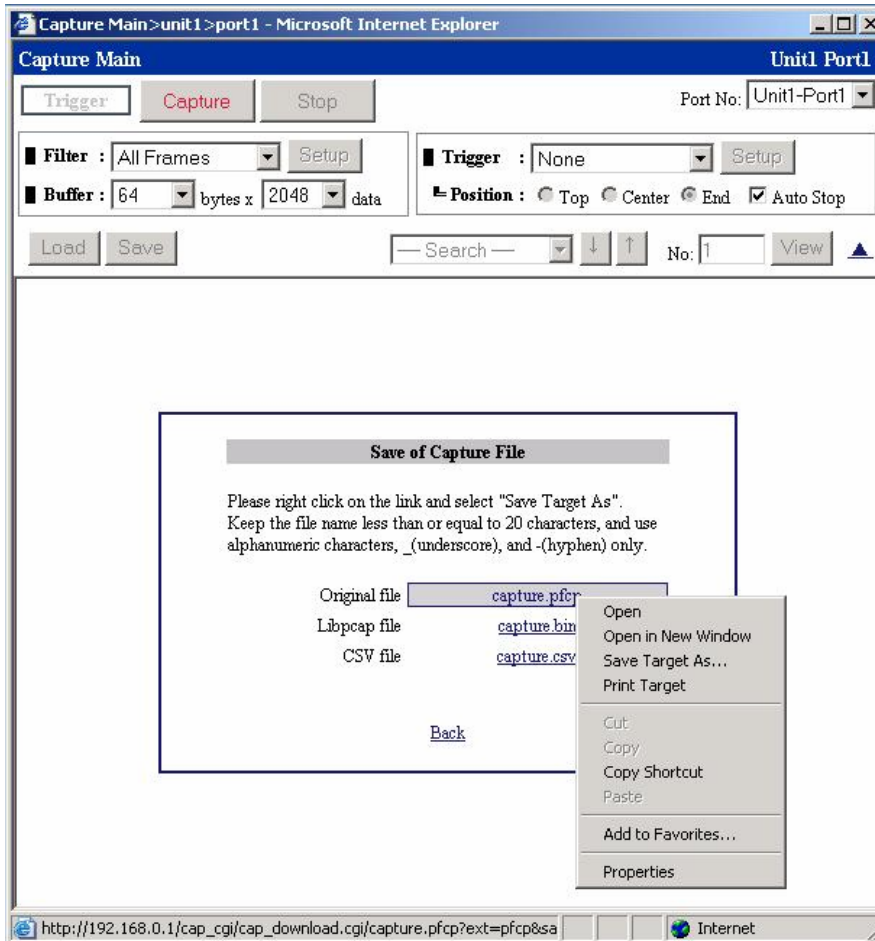 Capture Main>unit1>port1 - Microsoft Internet Explorer
Capture Main Unit1 Port1
Trigger Capture Stop Port No: Unit1-Port1
Filter : All Frames Setup Trigger : None Setup
Buffer : 64 bytes x 2048 data Position : Top Center End Auto Stop
Load Save — Search — ↓ ↑ No: 1 View
Save of Capture File
Please right click on the link and select "Save Target As".
Keep the file name less than or equal to 20 characters, and use
alphanumeric characters, _(underscore), and -(hyphen) only.
Original file capture.pfcp
Libpcap file capture.bin
CSV file capture.csv
Back
Open
Open in New Window
Save Target As...
Print Target
Cut
Copy
Copy Shortcut
Paste
Add to Favorites...
Properties
http://192.168.0.1/cap_cgi/cap_download.cgi/capture.pfcp?ext=pfcp&sa Internet